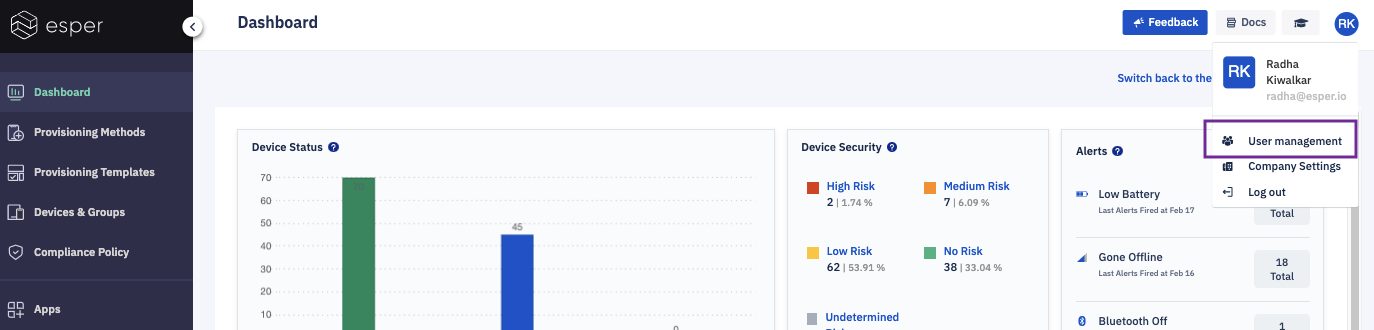 esper
Dashboard
Provisioning Methods
Provisioning Templates
Devices & Groups
Compliance Policy
Apps
Dashboard
Feedback
Docs
RK
Switch back to the
RK
Radha
Kiwalkar
radha@esper.io
User management
Company Settings
Log out
Device Status ?
70
60
50
40
30
20
10
70
45
0
Device Security ?
High Risk
2 | 1.74 %
Medium Risk
7 | 6.09 %
Low Risk
62 | 53.91 %
No Risk
38 | 33.04 %
Undetermined
Alerts ?
Low Battery
Last Alerts Fired at Feb 17
Total
Gone Offline
Last Alerts Fired at Feb 16
18
Total
Bluetooth Off
1